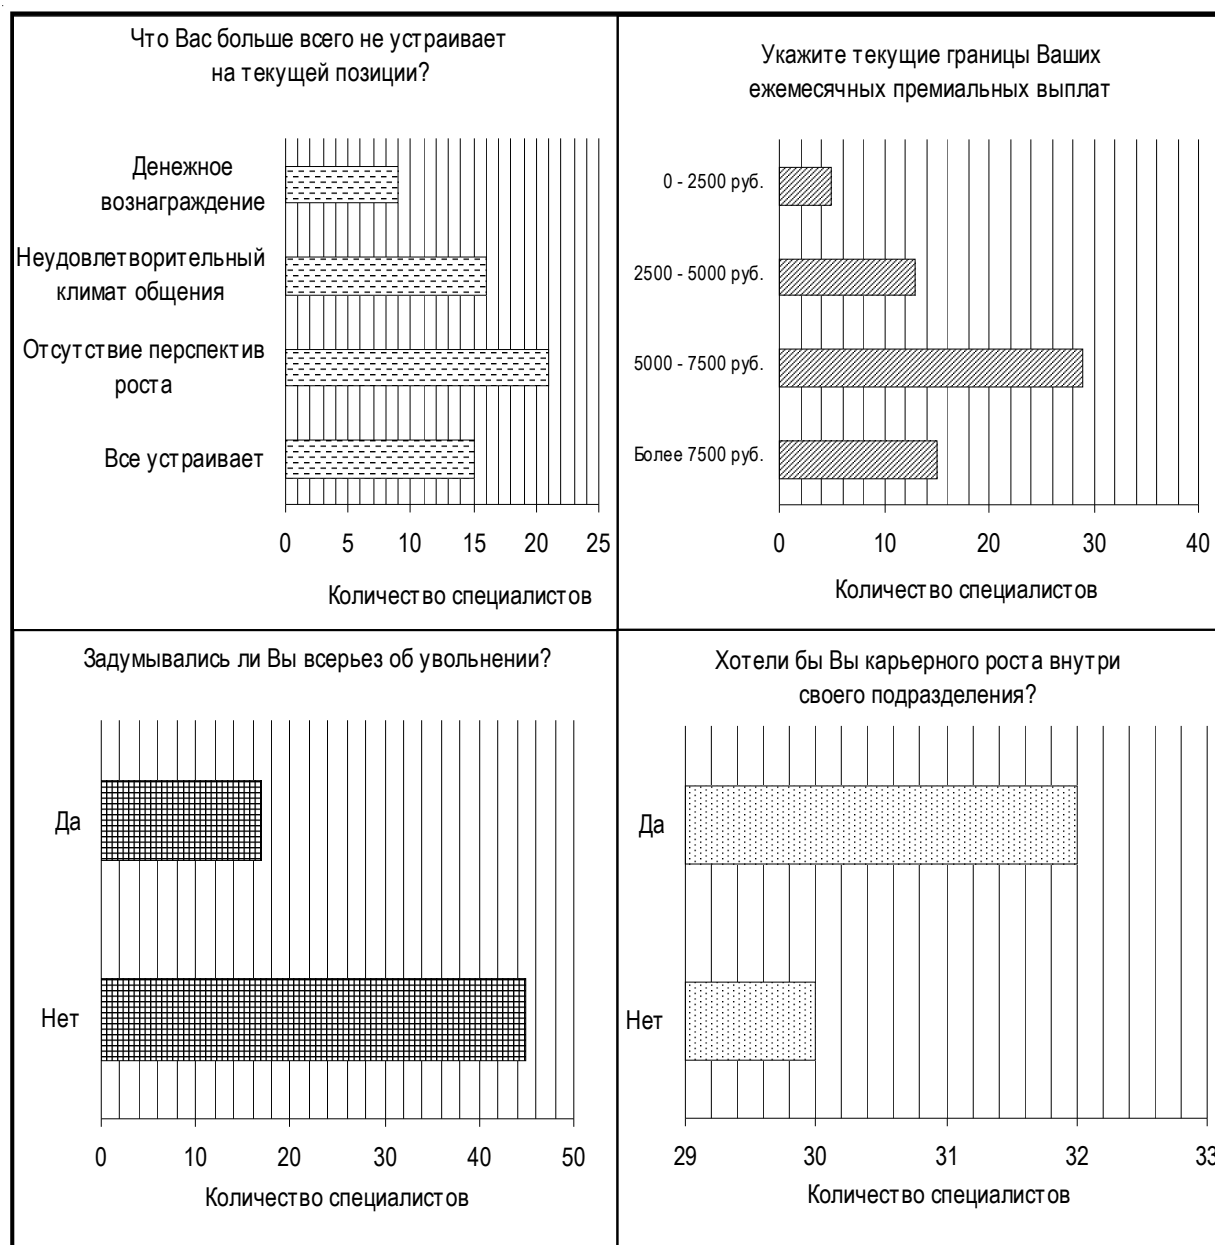 Что Вас больше всего не устраивает
на текущей позиции?
Денежное
вознаграждение
Неудовлетворительный
климат общения
Отсутствие перспектив
роста
Все устраивает
0 5 10 15 20 25
Количество специалистов
Укажите текущие границы Ваших
ежемесячных премиальных выплат
0 - 2500 руб.
2500 - 5000 руб.
5000 - 7500 руб.
Более 7500 руб.
0 10 20 30 40
Количество специалистов
Задумывались ли Вы всерьез об увольнении?
Да
Нет
0 10 20 30 40 50
Количество специалистов
Хотели бы Вы карьерного роста внутри
своего подразделения?
Да
Нет
29 30 31 32 33
Количество специалистов